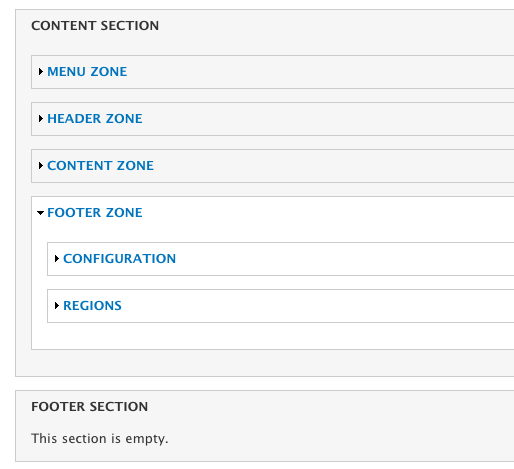 CONTENT SECTION
MENU ZONE
HEADER ZONE
CONTENT ZONE
FOOTER ZONE
CONFIGURATION
REGIONS
FOOTER SECTION
This section is empty.